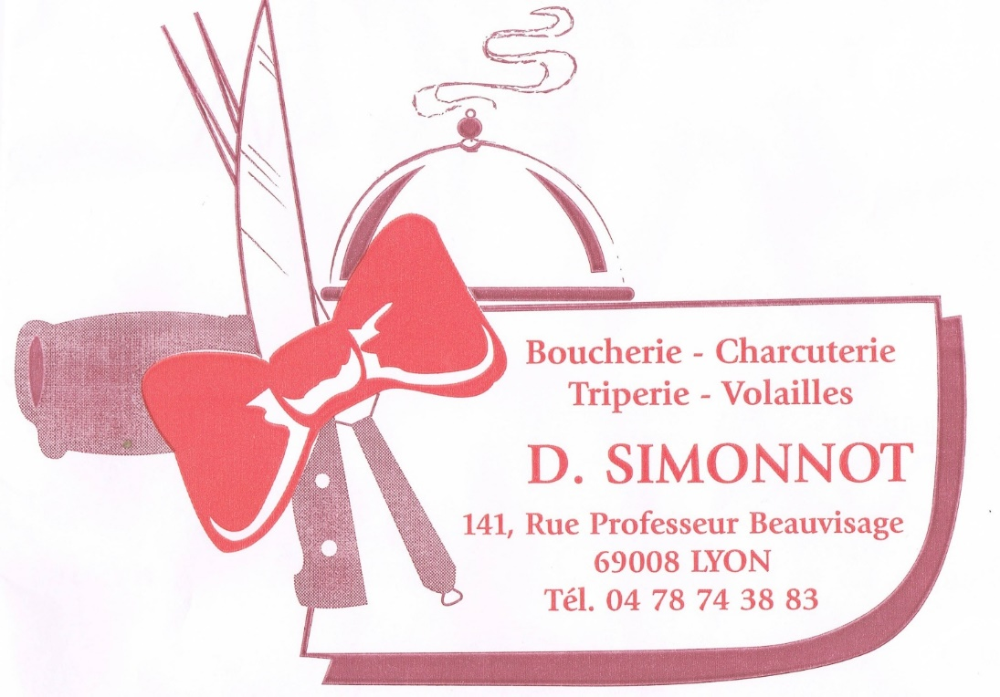 Boucherie - Charcuterie
Triperie - Volailles
D. SIMONNOT
141, Rue Professeur Beauvisage
69008 LYON
Tél. 04 78 74 38 83